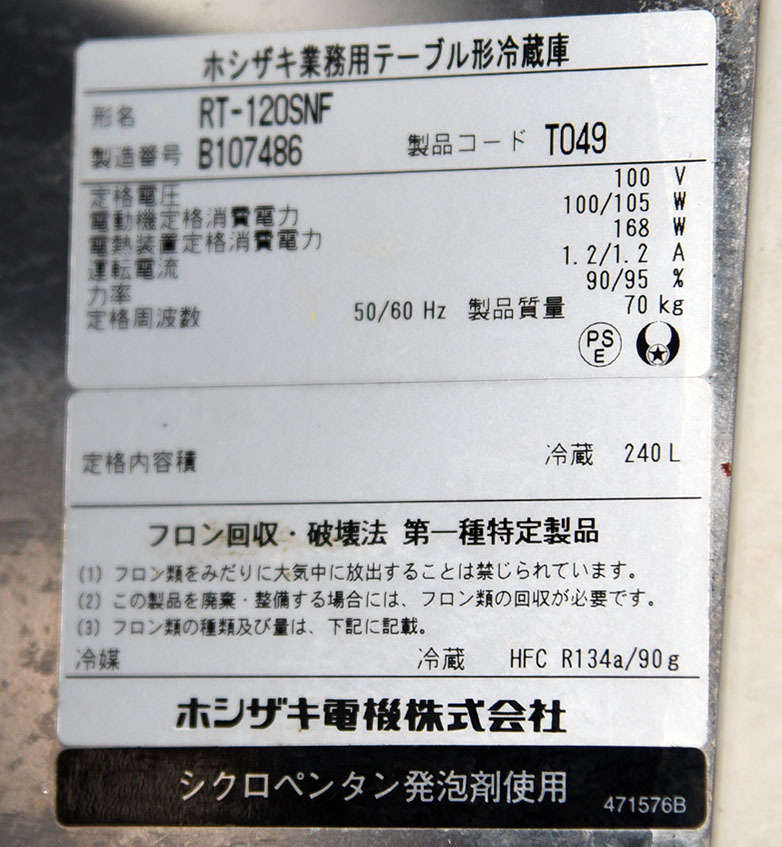 ホシザキ業務用テーブル形冷蔵庫
形名 RT-120SNF
製造番号 B107486 製品コード T049
定格電圧 100 V
電動機定格消費電力 100/105 W
電熱装置定格消費電力 168 W
運転電流 1.2/1.2 A
力率 90/95 %
定格周波数 50/60 Hz 製品質量 70 kg
PS
E
定格内容積 冷蔵 240 L
フロン回収・破壊法 第一種特定製品
(1) フロン類をみだりに大気中に放出することは禁じられています。
(2) この製品を廃棄・整備する場合には、フロン類の回収が必要です。
(3) フロン類の種類及び量は、下記に記載。
冷媒 冷蔵 HFC R134a/90g
ホシザキ電機株式会社
シクロペンタン発泡剤使用 471576B